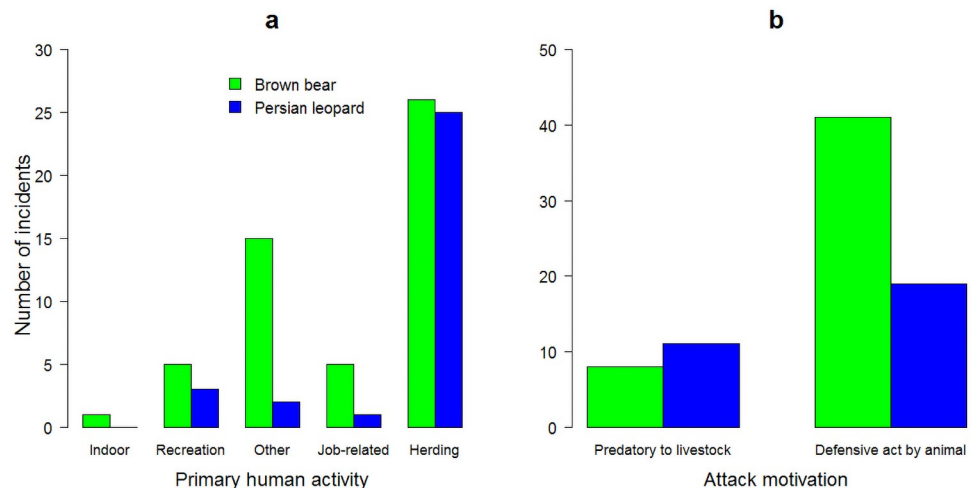 a
30
25
20
15
10
5
0
Number of incidents
Brown bear
Persian leopard
Indoor
Recreation
Other
Job-related
Herding
Primary human activity
b
50
40
30
20
10
0
Predatory to livestock
Defensive act by animal
Attack motivation